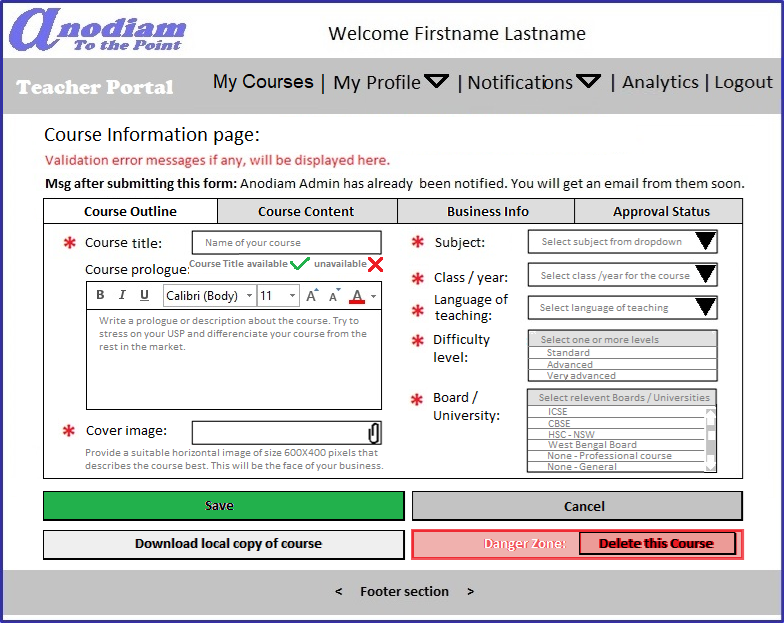 Anodiam
To the Point
Welcome Firstname Lastname
Teacher Portal
My Courses | My Profile | Notifications | Analytics | Logout
Course Information page:
Validation error messages if any, will be displayed here.
Msg after submitting this form: Anodiam Admin has already been notified. You will get an email from them soon.
Course Outline
Course Content
Business Info
Approval Status
* Course title:
Name of your course
Course Title available unavailable
Course prologue:
B I U Calibri (Body) 11 A A A
Write a prologue or description about the course. Try to
stress on your USP and differenciate your course from the
rest in the market.
* Cover image:
Provide a suitable horizontal image of size 600X400 pixels that
describes the course best. This will be the face of your business.
* Subject:
Select subject from dropdown
* Class / year:
Select class /year for the course
* Language of
teaching:
Select language of teaching
* Difficulty
level:
Select one or more levels
Standard
Advanced
Very advanced
* Board /
University:
Select relevent Boards / Universities
ICSE
CBSE
HSC - NSW
West Bengal Board
None - Professional course
None - General
Save
Cancel
Download local copy of course
Danger Zone:
Delete this Course
< Footer section >